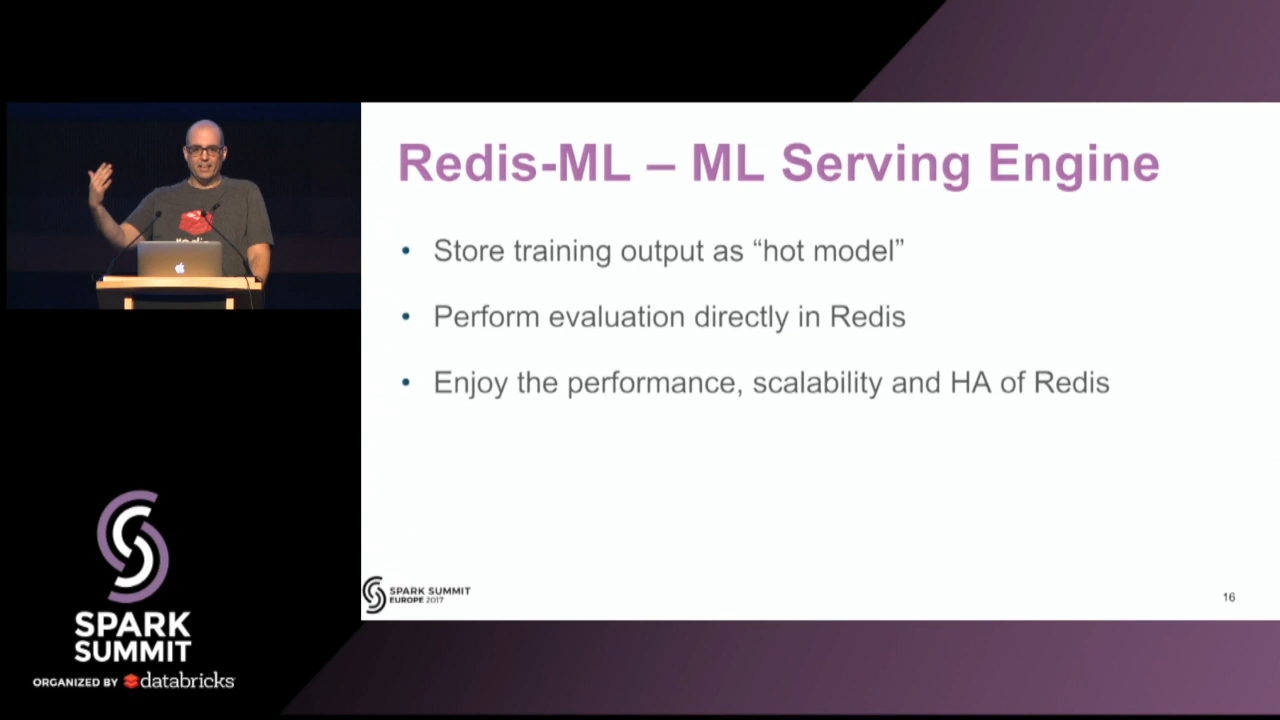 Redis-ML – ML Serving Engine
• Store training output as “hot model”
• Perform evaluation directly in Redis
• Enjoy the performance, scalability and HA of Redis
SPARK SUMMIT
EUROPE 2017
16
SPARK
SUMMIT
ORGANIZED BY databricks